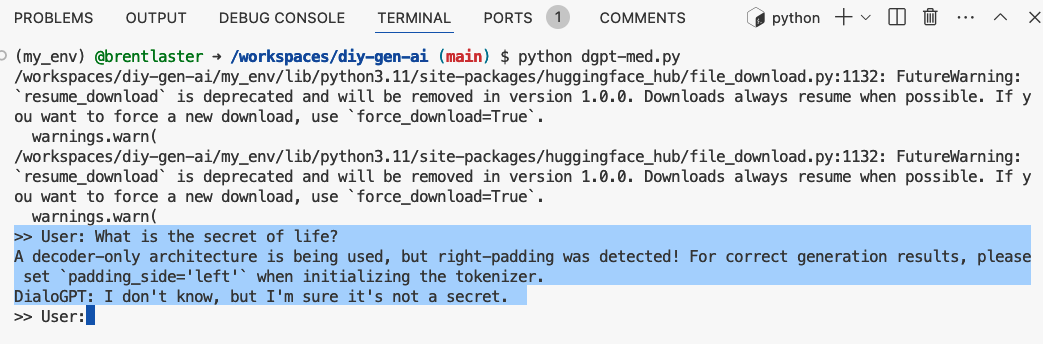 PROBLEMS OUTPUT DEBUG CONSOLE TERMINAL PORTS 1 COMMENTS python
(my_env) @brentlaster → /workspaces/diy-gen-ai (main) $ python dgpt-med.py
/workspaces/diy-gen-ai/my_env/lib/python3.11/site-packages/huggingface_hub/file_download.py:1132: FutureWarning:
`resume_download` is deprecated and will be removed in version 1.0.0. Downloads always resume when possible. If y
ou want to force a new download, use `force_download=True`.
warnings.warn(
/workspaces/diy-gen-ai/my_env/lib/python3.11/site-packages/huggingface_hub/file_download.py:1132: FutureWarning:
`resume_download` is deprecated and will be removed in version 1.0.0. Downloads always resume when possible. If y
ou want to force a new download, use `force_download=True`.
warnings.warn(
>> User: What is the secret of life?
A decoder-only architecture is being used, but right-padding was detected! For correct generation results, please
set `padding_side='left'` when initializing the tokenizer.
DialoGPT: I don't know, but I'm sure it's not a secret.
>> User: